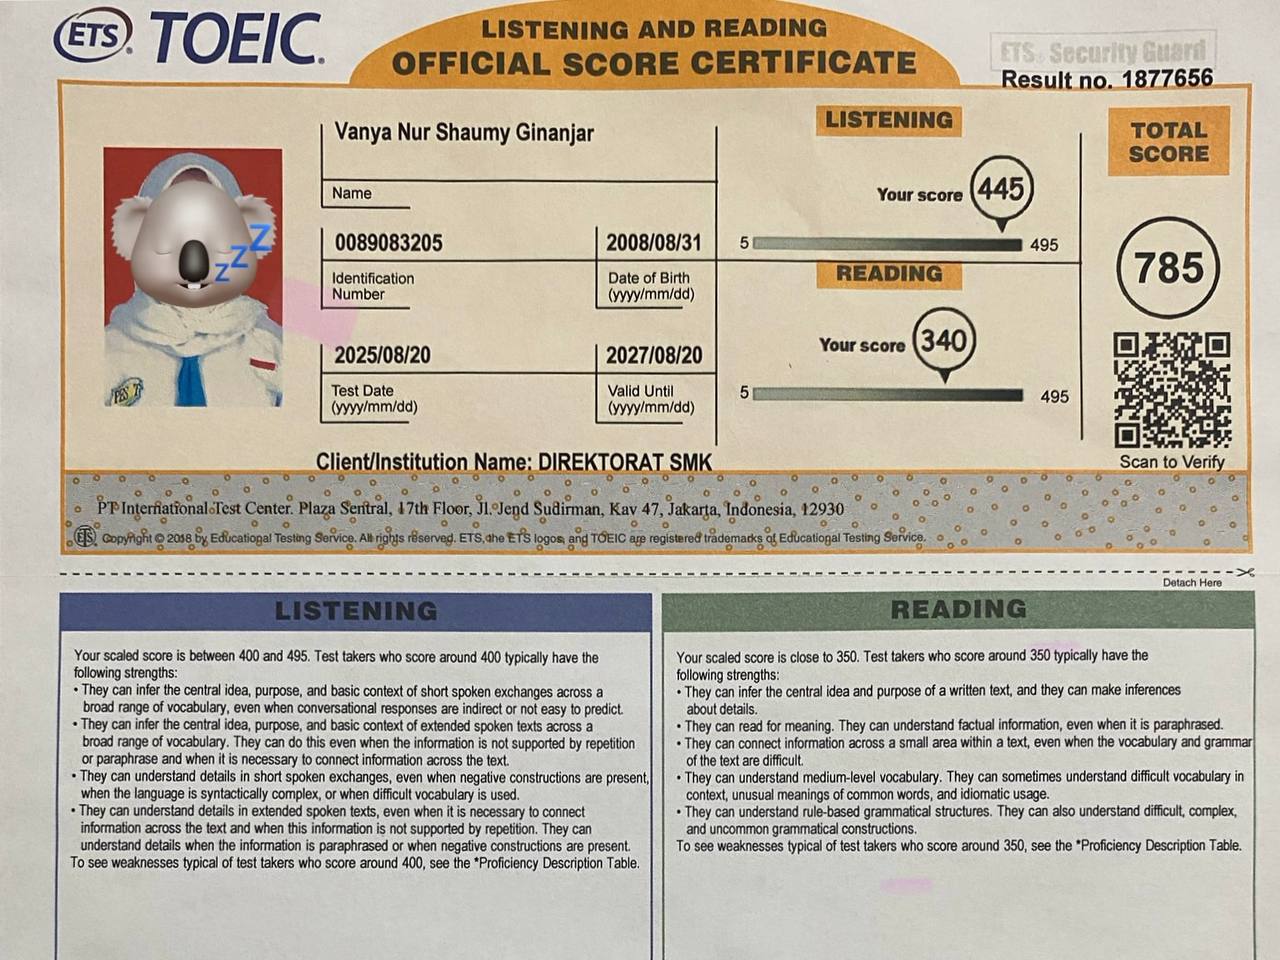 ETS® TOEIC®
LISTENING AND READING
OFFICIAL SCORE CERTIFICATE
ETS® Security Guard
Result no. 1877656
Vanya Nur Shaumy Ginanjar
Name
0089083205
Identification
Number
2008/08/31
Date of Birth
(yyyy/mm/dd)
2025/08/20
Test Date
(yyyy/mm/dd)
2027/08/20
Valid Until
(yyyy/mm/dd)
LISTENING
Your score 445
5 495
READING
Your score 340
5 495
TOTAL
SCORE
785
Scan to Verify
Client/Institution Name: DIREKTORAT SMK
PT International Test Center. Plaza Sentral, 17th Floor, Jl. Jend Sudirman, Kav 47, Jakarta, Indonesia, 12930
ETS Copyright © 2018 by Educational Testing Service. All rights reserved. ETS, the ETS logos, and TOEIC are registered trademarks of Educational Testing Service.
Detach Here
LISTENING
Your scaled score is between 400 and 495. Test takers who score around 400 typically have the
following strengths:
• They can infer the central idea, purpose, and basic context of short spoken exchanges across a
broad range of vocabulary, even when conversational responses are indirect or not easy to predict.
• They can infer the central idea, purpose, and basic context of extended spoken texts across a
broad range of vocabulary. They can do this even when the information is not supported by repetition
or paraphrase and when it is necessary to connect information across the text.
• They can understand details in short spoken exchanges, even when negative constructions are present,
when the language is syntactically complex, or when difficult vocabulary is used.
• They can understand details in extended spoken texts, even when it is necessary to connect
information across the text and when this information is not supported by repetition. They can
understand details when the information is paraphrased or when negative constructions are present.
To see weaknesses typical of test takers who score around 400, see the *Proficiency Description Table.
READING
Your scaled score is close to 350. Test takers who score around 350 typically have the
following strengths:
• They can infer the central idea and purpose of a written text, and they can make inferences
about details.
• They can read for meaning. They can understand factual information, even when it is paraphrased.
• They can connect information across a small area within a text, even when the vocabulary and grammar
of the text are difficult.
• They can understand medium-level vocabulary. They can sometimes understand difficult vocabulary in
context, unusual meanings of common words, and idiomatic usage.
• They can understand rule-based grammatical structures. They can also understand difficult, complex,
and uncommon grammatical constructions.
To see weaknesses typical of test takers who score around 350, see the *Proficiency Description Table.